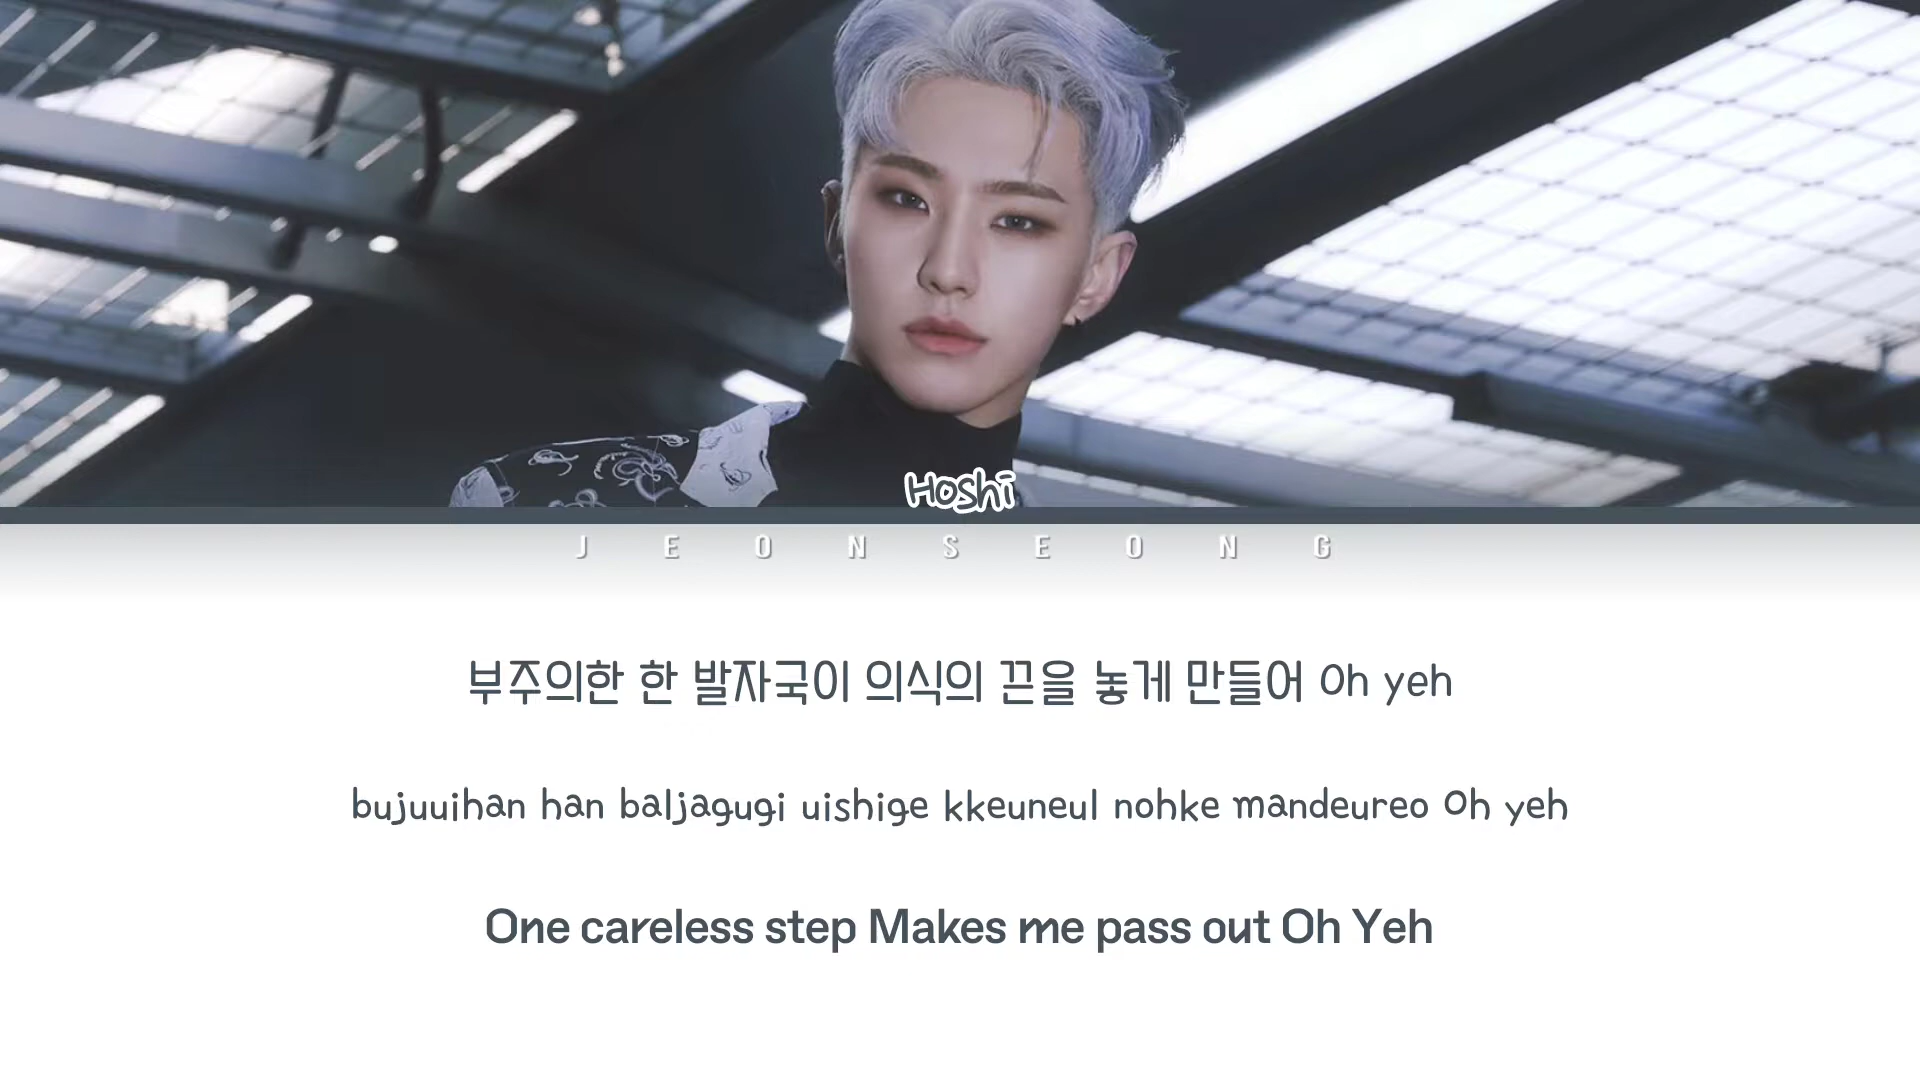 Hoshi
JEONSEONG
부주의한 한 발자국이 의식의 끈을 놓게 만들어 Oh yeh
bujuuihan han baljagugi uishige kkeuneul nohke mandeureo Oh yeh
One careless step Makes me pass out Oh Yeh